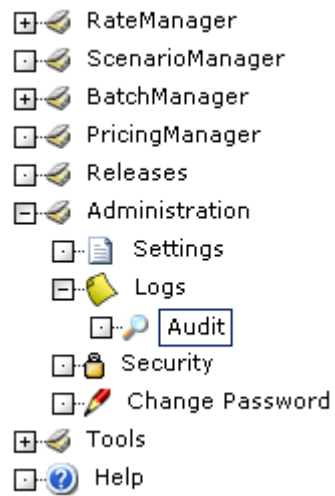 RateManager
ScenarioManager
BatchManager
PricingManager
Releases
Administration
Settings
Logs
Audit
Security
Change Password
Tools
Help